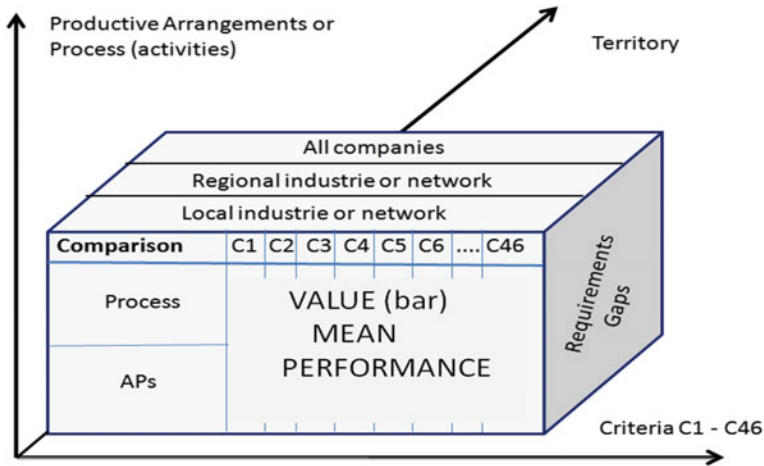 Productive Arrangements or
Process (activities)
Territory
All companies
Regional industrie or network
Local industrie or network
Comparison C1 C2 C3 C4 C5 C6 .... C46
Process
VALUE (bar)
MEAN
PERFORMANCE
APs
Requirements
Gaps
Criteria C1 - C46